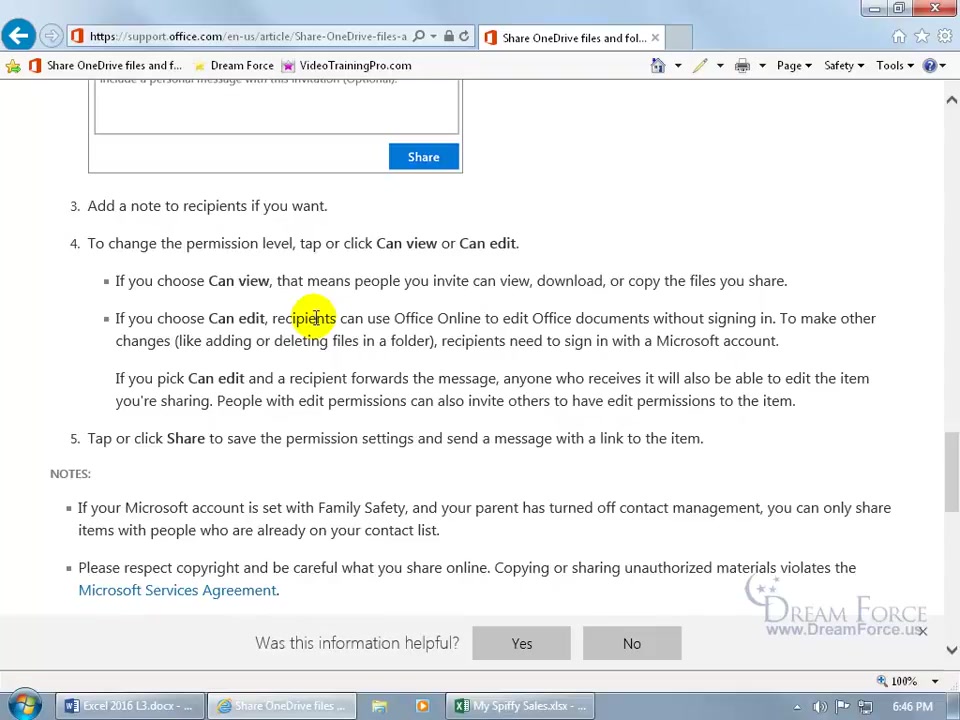 https://support.office.com/en-us/article/Share-OneDrive-files-a
Share OneDrive files and fol...
Share OneDrive files and f...
Dream Force
VideoTrainingPro.com
Page
Safety
Tools
include a personal message with this invitation (Optional).
Share
3. Add a note to recipients if you want.
4. To change the permission level, tap or click Can view or Can edit.
If you choose Can view, that means people you invite can view, download, or copy the files you share.
If you choose Can edit, recipients can use Office Online to edit Office documents without signing in. To make other
changes (like adding or deleting files in a folder), recipients need to sign in with a Microsoft account.
If you pick Can edit and a recipient forwards the message, anyone who receives it will also be able to edit the item
you're sharing. People with edit permissions can also invite others to have edit permissions to the item.
5. Tap or click Share to save the permission settings and send a message with a link to the item.
NOTES:
If your Microsoft account is set with Family Safety, and your parent has turned off contact management, you can only share
items with people who are already on your contact list.
Please respect copyright and be careful what you share online. Copying or sharing unauthorized materials violates the
Microsoft Services Agreement.
DREAM FORCE
www.DreamForce.us
Was this information helpful?
Yes
No
100%
Excel 2016 L3.docx - ...
Share OneDrive files ...
My Spiffy Sales.xlsx - ...
6:46 PM